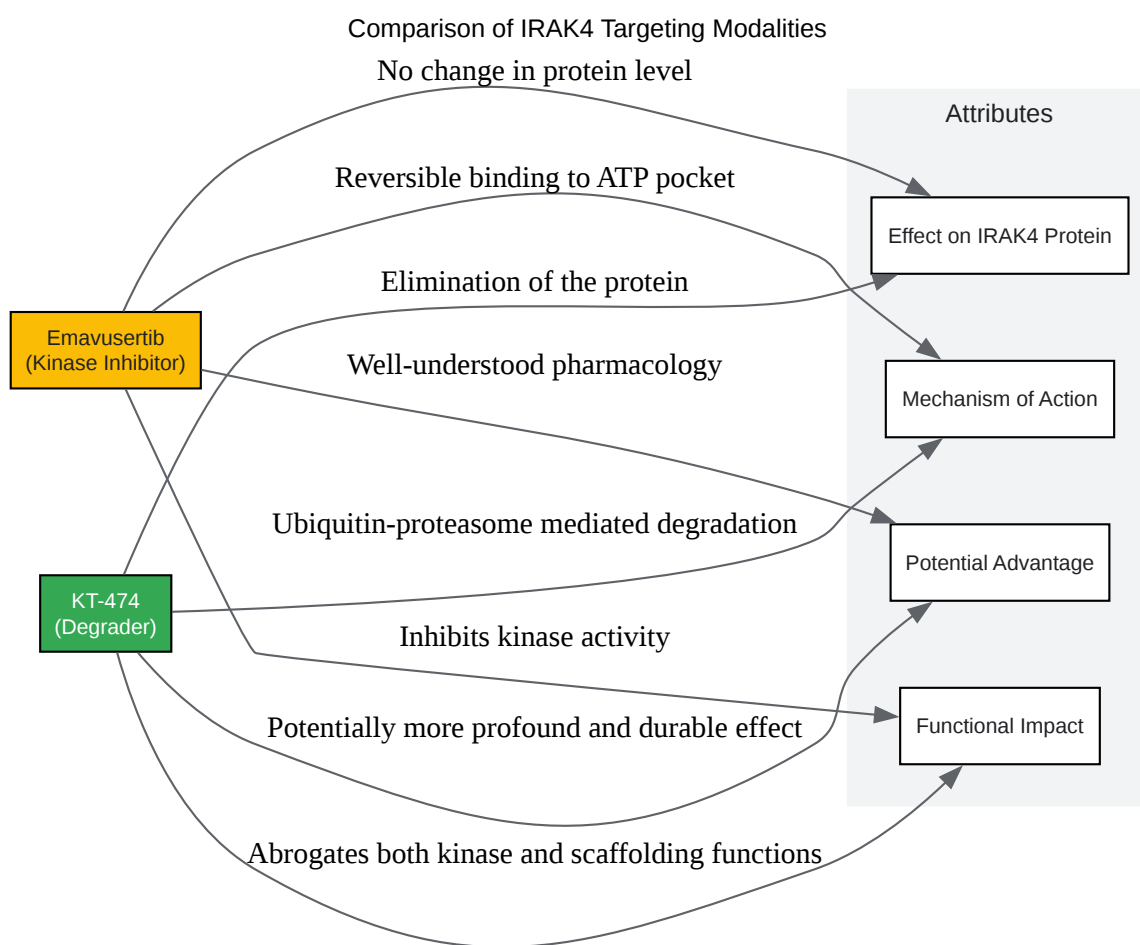 Comparison of IRAK4 Targeting Modalities
No change in protein level
Attributes
Reversible binding to ATP pocket
Effect on IRAK4 Protein
Elimination of the protein
Emavusertib
(Kinase Inhibitor)
Well-understood pharmacology
Mechanism of Action
Ubiquitin-proteasome mediated degradation
Potential Advantage
KT-474
(Degrader)
Inhibits kinase activity
Potentially more profound and durable effect
Functional Impact
Abrogates both kinase and scaffolding functions